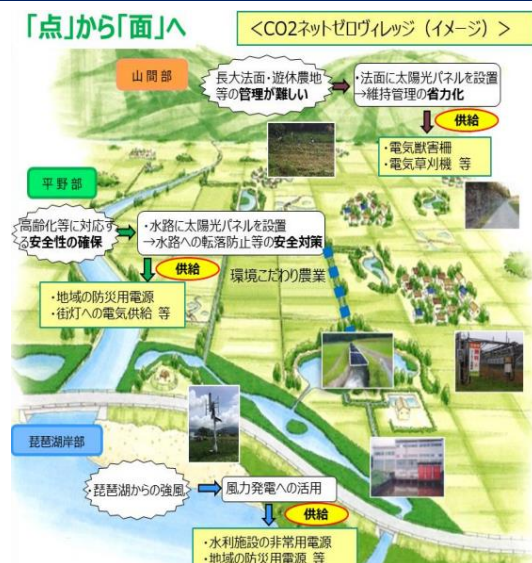 「点」から「面」へ
<CO2ネットゼロヴィレッジ（イメージ）>
山間部
長大法面・遊休農地
等の管理が難しい
・法面に太陽光パネルを設置
→維持管理の省力化
供給
・電気獣害柵
・電気草刈機 等
平野部
高齢化等に対応す
る安全性の確保
・水路に太陽光パネルを設置
→水路への転落防止等の安全対策
供給
環境こだわり農業
・地域の防災用電源
・街灯への電気供給 等
琵琶湖岸部
琵琶湖からの強風
風力発電への活用
供給
・水利施設の非常用電源
・地域の防災用電源 等